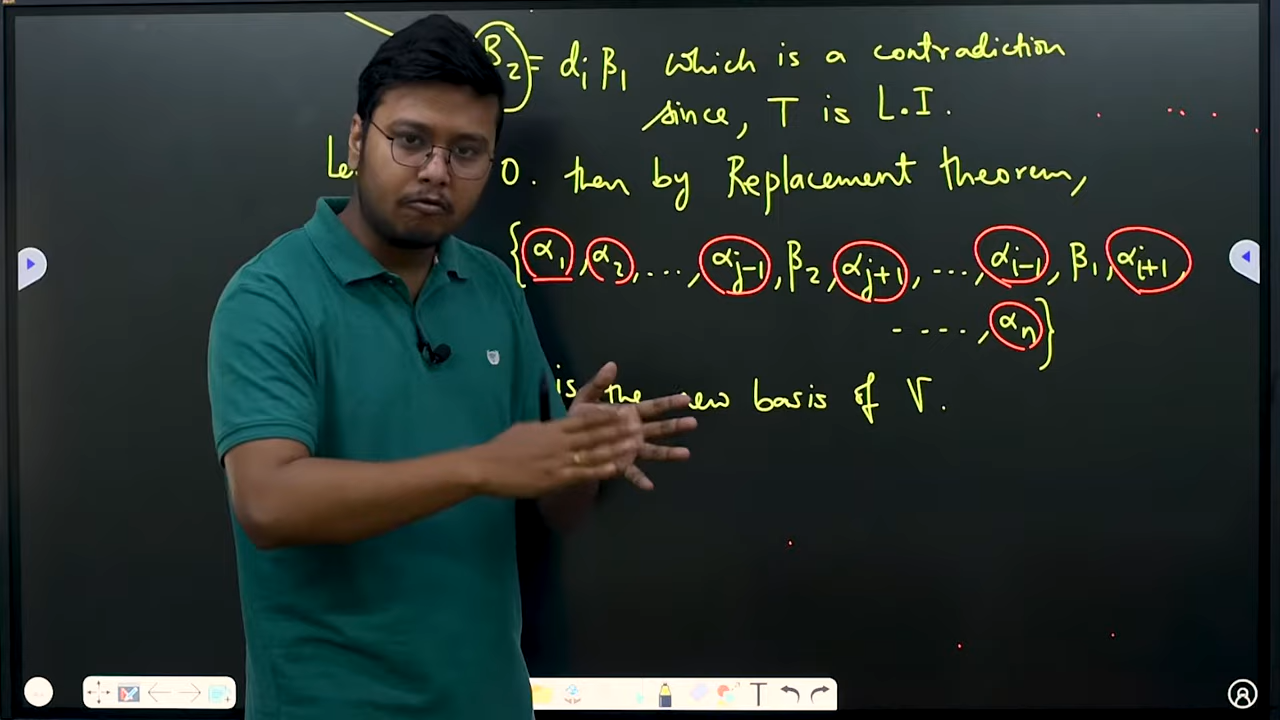 β₂ = dᵢ β₁ which is a contradiction
since, T is L.I.
0. then by Replacement theorem,
{α₁, α₂, ..., αⱼ₋₁, β₂, αⱼ₊₁, ..., αᵢ₋₁, β₁, αᵢ₊₁,
...., αₙ}
is the new basis of V.
T